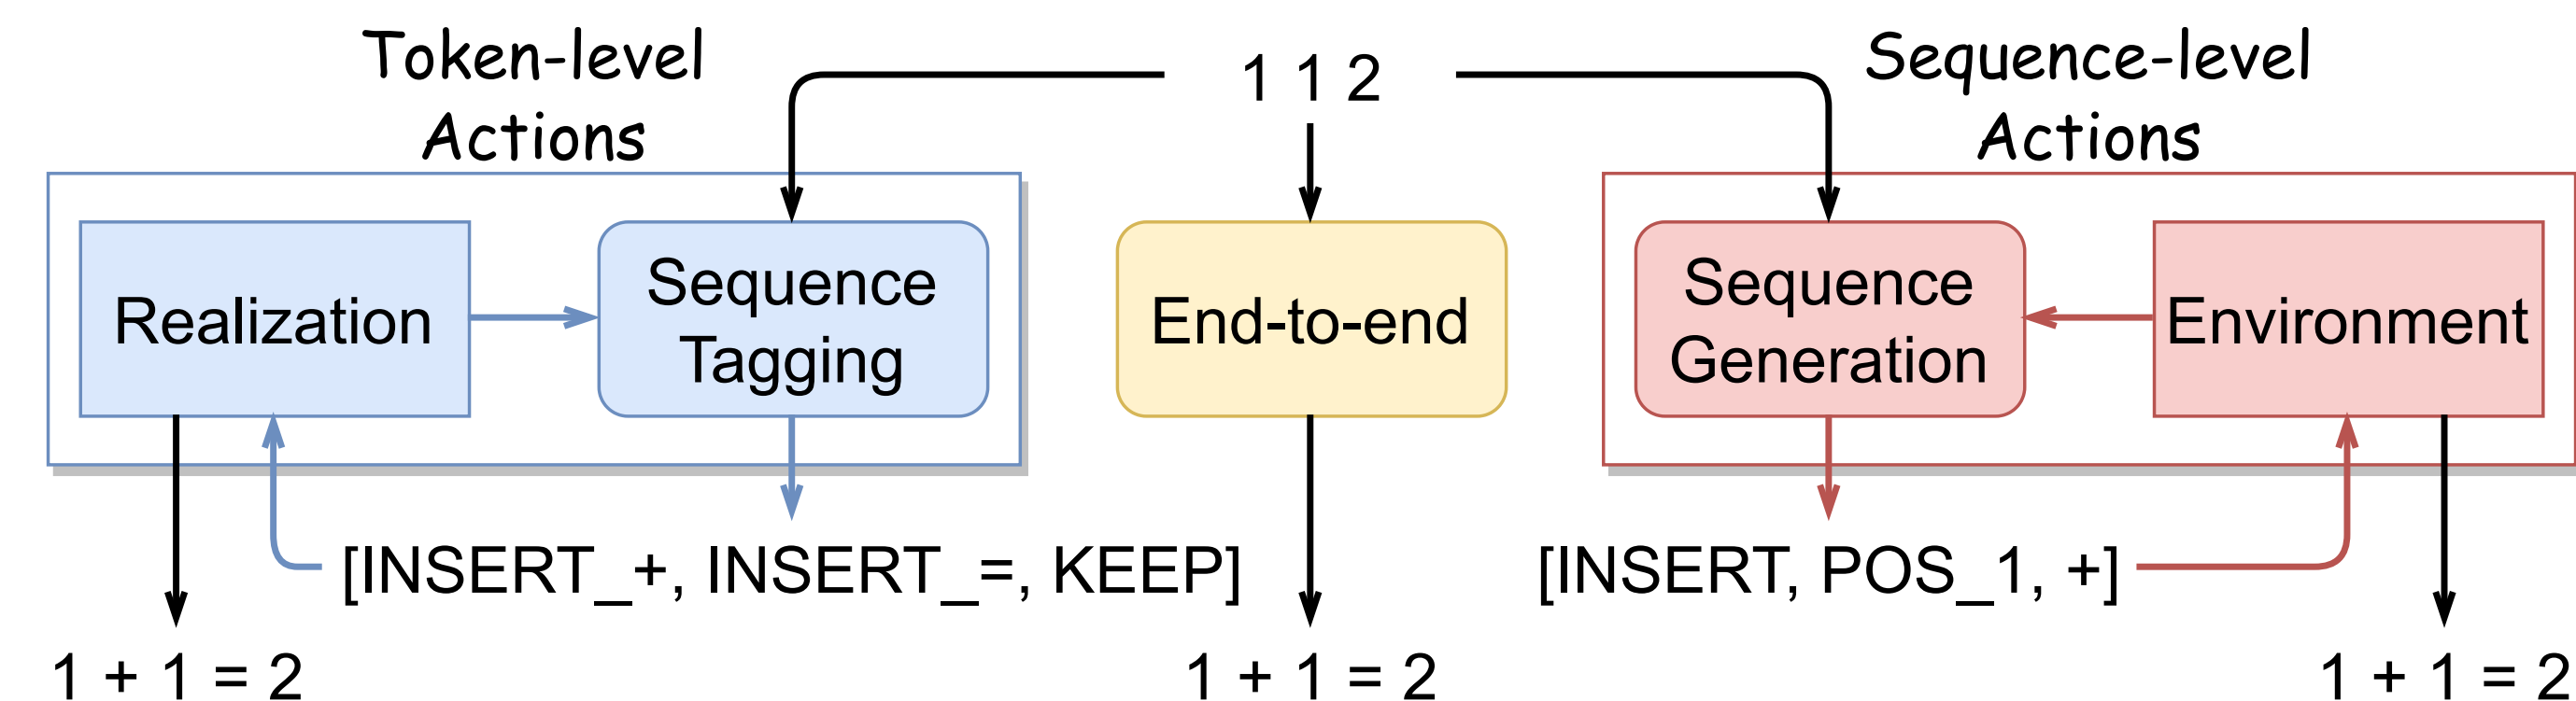 Token-level
Actions
1 1 2
Sequence-level
Actions
Realization
Sequence
Tagging
End-to-end
Sequence
Generation
Environment
[INSERT_+, INSERT_=, KEEP]
[INSERT, POS_1, +]
1 + 1 = 2
1 + 1 = 2
1 + 1 = 2